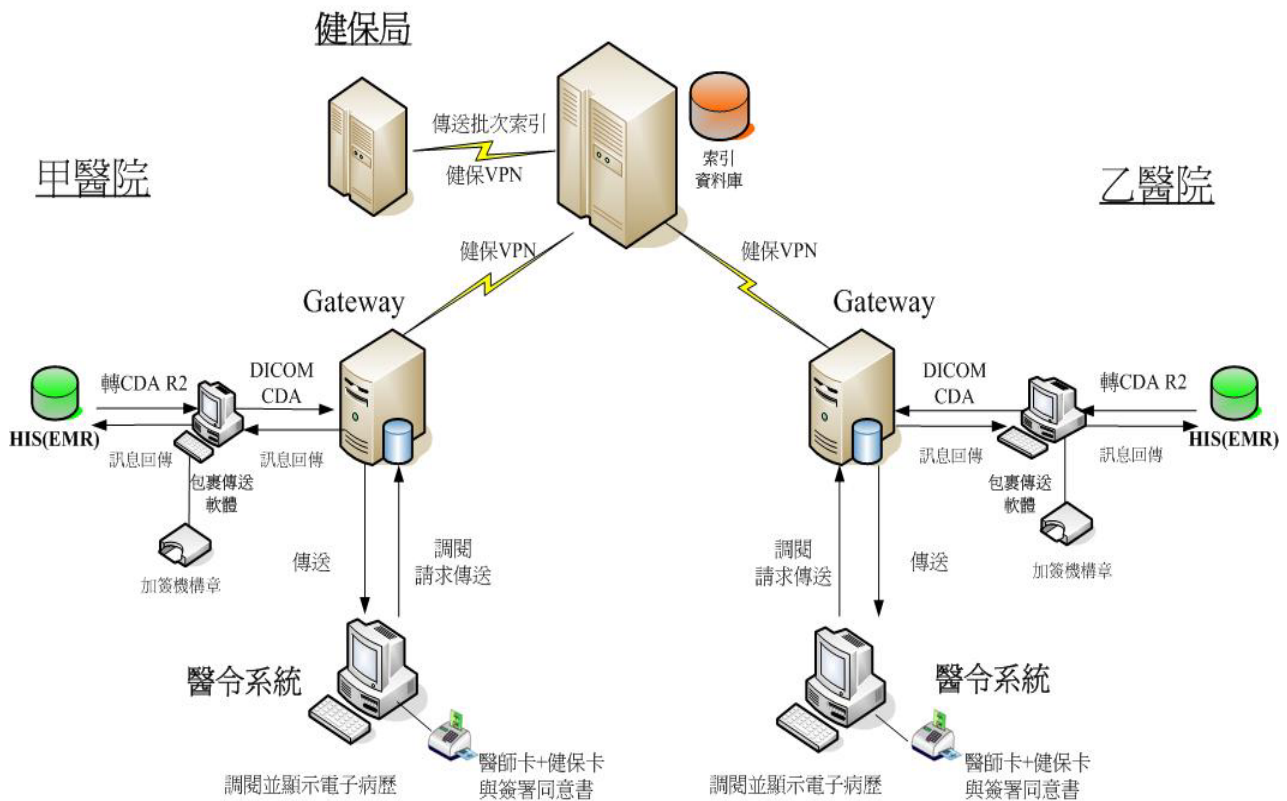 健保局
傳送批次索引
健保VPN
索引
資料庫
甲醫院
乙醫院
健保VPN
健保VPN
Gateway
Gateway
轉CDA R2
DICOM
CDA
DICOM
CDA
轉CDA R2
HIS(EMR)
HIS(EMR)
訊息回傳
訊息回傳
訊息回傳
訊息回傳
包裹傳送
軟體
包裹傳送
軟體
加簽機構章
加簽機構章
傳送
調閱
請求傳送
調閱
請求傳送
傳送
醫令系統
醫令系統
調閱並顯示電子病歷
醫師卡+健保卡
與簽署同意書
調閱並顯示電子病歷
醫師卡+健保卡
與簽署同意書